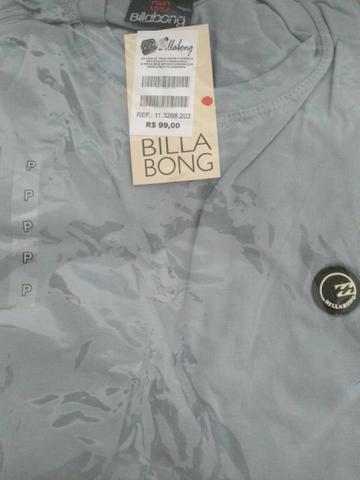 Billabong
Billabong
REF.: 11.3268.203
R$ 99,00
BILLA
BONG
P
P
P
P
P
BILLABONG